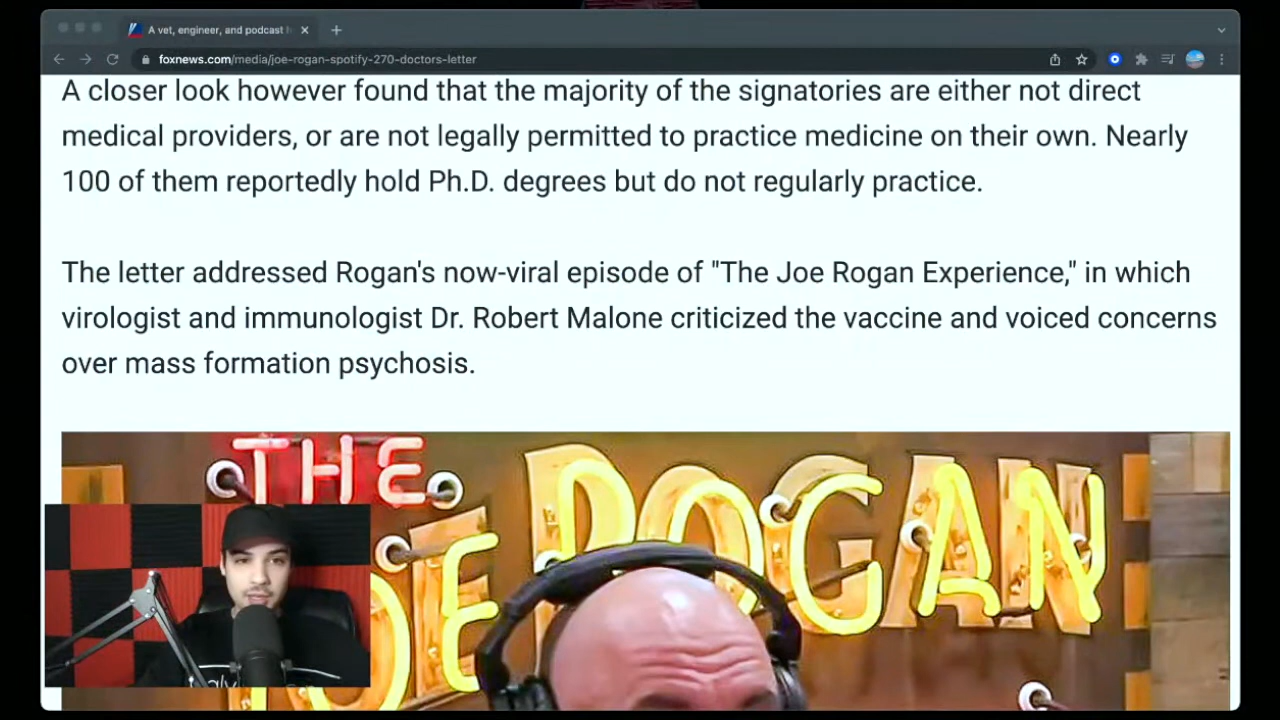 A vet, engineer, and podcast
foxnews.com/media/joe-rogan-spotify-270-doctors-letter
A closer look however found that the majority of the signatories are either not direct
medical providers, or are not legally permitted to practice medicine on their own. Nearly
100 of them reportedly hold Ph.D. degrees but do not regularly practice.
The letter addressed Rogan's now-viral episode of "The Joe Rogan Experience," in which
virologist and immunologist Dr. Robert Malone criticized the vaccine and voiced concerns
over mass formation psychosis.
THE
JOE ROGAN